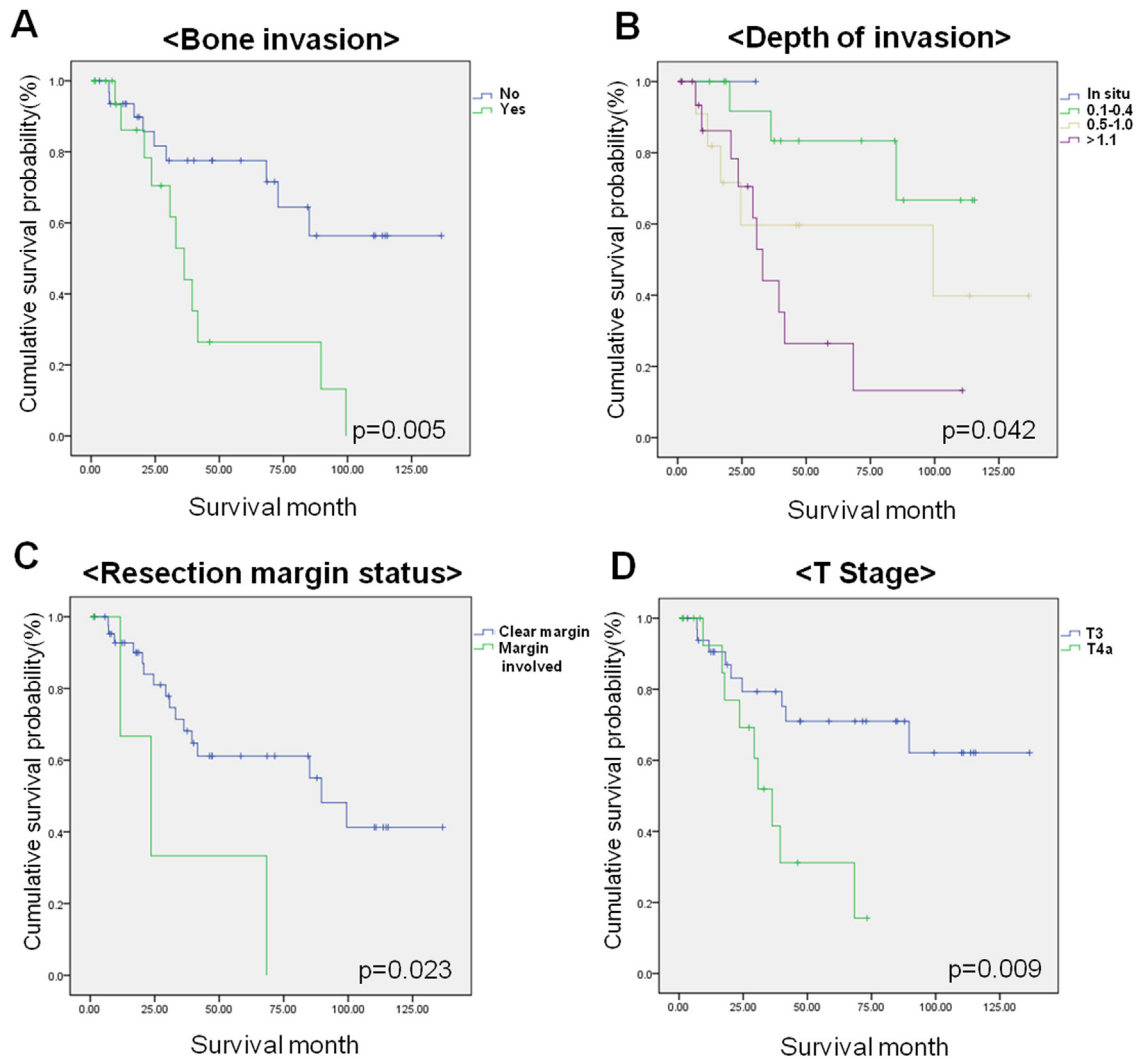 A
<Bone invasion>
No
Yes
Cumulative survival probability(%)
1.0
0.8
0.6
0.4
0.2
0.0
p=0.005
0.00 25.00 50.00 75.00 100.00 125.00
Survival month
B
<Depth of invasion>
In situ
0.1-0.4
0.5-1.0
>1.1
Cumulative survival probability(%)
1.0
0.8
0.6
0.4
0.2
0.0
p=0.042
0.00 25.00 50.00 75.00 100.00 125.00
Survival month
C
<Resection margin status>
Clear margin
Margin
involved
Cumulative survival probability(%)
1.0
0.8
0.6
0.4
0.2
0.0
p=0.023
0.00 25.00 50.00 75.00 100.00 125.00
Survival month
D
<T Stage>
T3
T4a
Cumulative survival probability(%)
1.0
0.8
0.6
0.4
0.2
0.0
p=0.009
0.00 25.00 50.00 75.00 100.00 125.00
Survival month